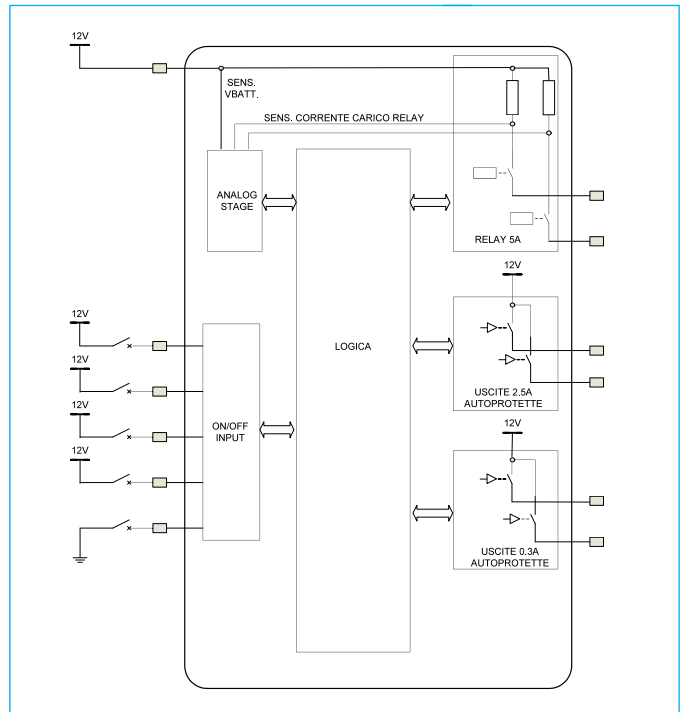 12V
SENS.
VBATT.
SENS. CORRENTE CARICO RELAY
ANALOG
STAGE
RELAY 5A
12V
12V
12V
12V
12V
ON/OFF
INPUT
LOGICA
USCITE 2.5A
AUTOPROTETTE
12V
USCITE 0.3A
AUTOPROTETTE